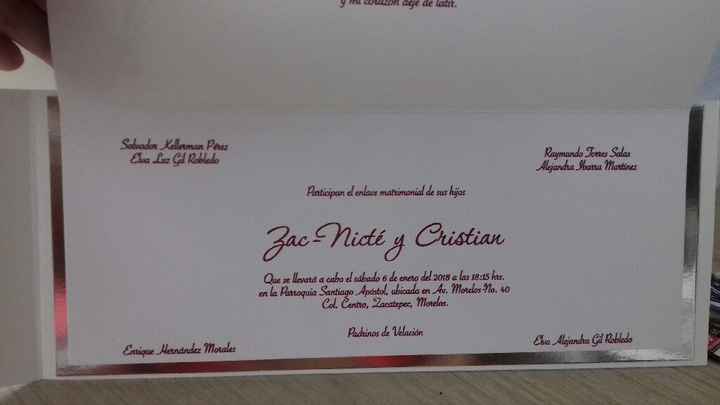 y mi corazón deje de latir.
Salvador Kellerman Pérez
Elva Luz Gil Robledo
Raymundo Torres Salas
Alejandra Ibarra Martínez
Participan el enlace matrimonial de sus hijos
Zac-Nicté y Cristian
Que se llevará a cabo el sábado 6 de enero del 2018 a las 18:15 hrs.
en la Parroquia Santiago Apóstol, ubicada en Av. Morelos No. 40
Col. Centro, Zacatepec, Morelos.
Padrinos de Velación
Enrique Hernández Morales
Elva Alejandra Gil Robledo